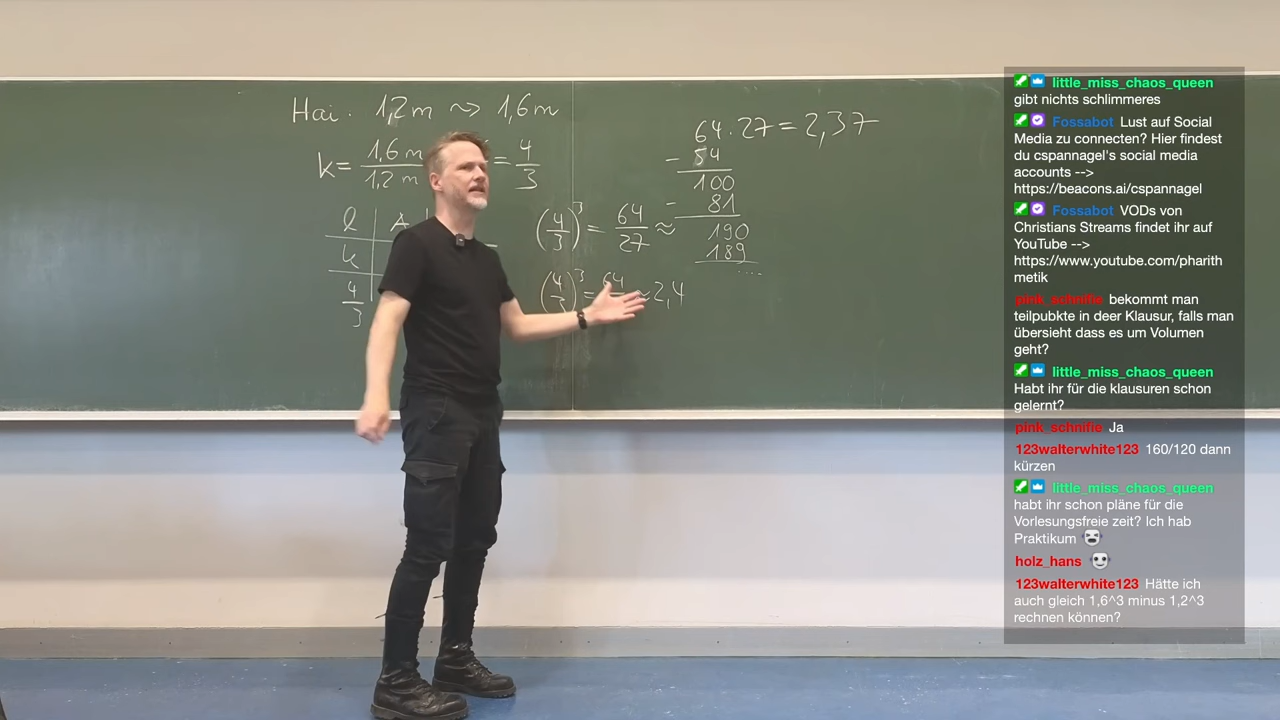 Hai. 1,2m ⤳ 1,6m
k = 1,6m / 1,2m = 4/3
l A
k
4/3
(4/3)^3 = 64/27 ≈
(4/3)^3 = 64 ≈ 2,4
64 · 27 = 2,37
- 54
100
- 81
190
189
....
little_miss_chaos_queen
gibt nichts schlimmeres
Fossabot Lust auf Social
Media zu connecten? Hier findest
du cspannagel's social media
accounts -->
https://beacons.ai/cspannagel
Fossabot VODs von
Christians Streams findet ihr auf
YouTube -->
https://www.youtube.com/pharith
metik
pink_schnifie bekommt man
teilpubkte in deer Klausur, falls man
übersieht dass es um Volumen
geht?
little_miss_chaos_queen
Habt ihr für die klausuren schon
gelernt?
pink_schnifie Ja
123walterwhite123 160/120 dann
kürzen
little_miss_chaos_queen
habt ihr schon pläne für die
Vorlesungsfreie zeit? Ich hab
Praktikum
holz_hans
123walterwhite123 Hätte ich
auch gleich 1,6^3 minus 1,2^3
rechnen können?